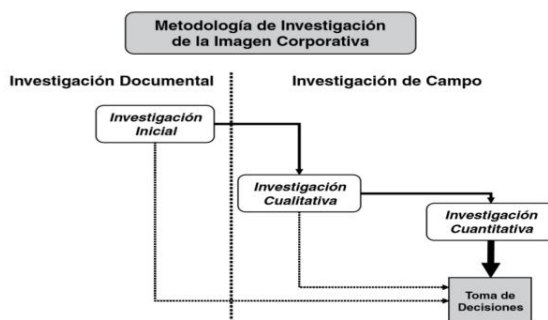 Metodología de Investigación
de la Imagen Corporativa
Investigación Documental
Investigación de Campo
Investigación
Inicial
Investigación
Cualitativa
Investigación
Cuantitativa
Toma de
Decisiones